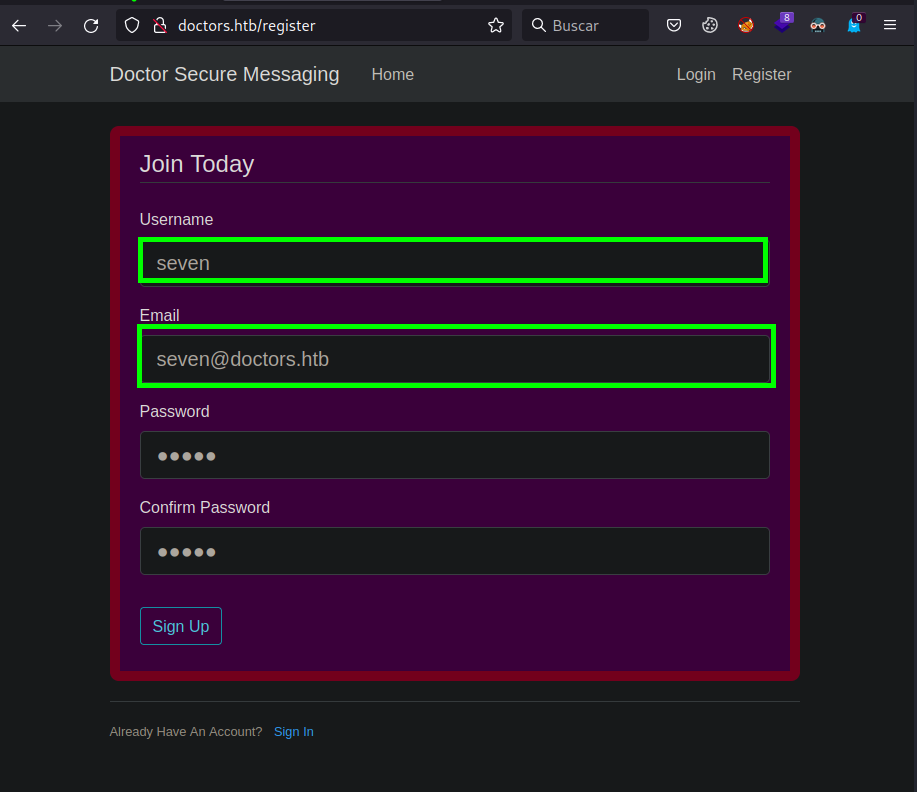 doctors.htb/register
Buscar
8
0
Doctor Secure Messaging Home Login Register
Join Today
Username
seven
Email
seven@doctors.htb
Password
●●●●●
Confirm Password
●●●●●
Sign Up
Already Have An Account? Sign In